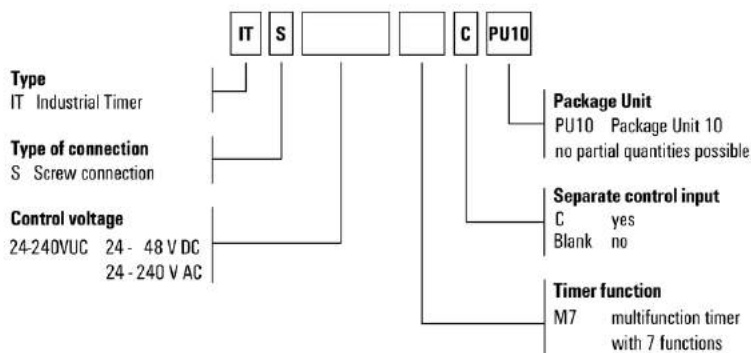 IT S C PU10
Type
IT Industrial Timer
Type of connection
S Screw connection
Control voltage
24-240VUC 24 - 48 V DC
24 - 240 V AC
Package Unit
PU10 Package Unit 10
no partial quantities possible
Separate control input
C yes
Blank no
Timer function
M7 multifunction timer
with 7 functions